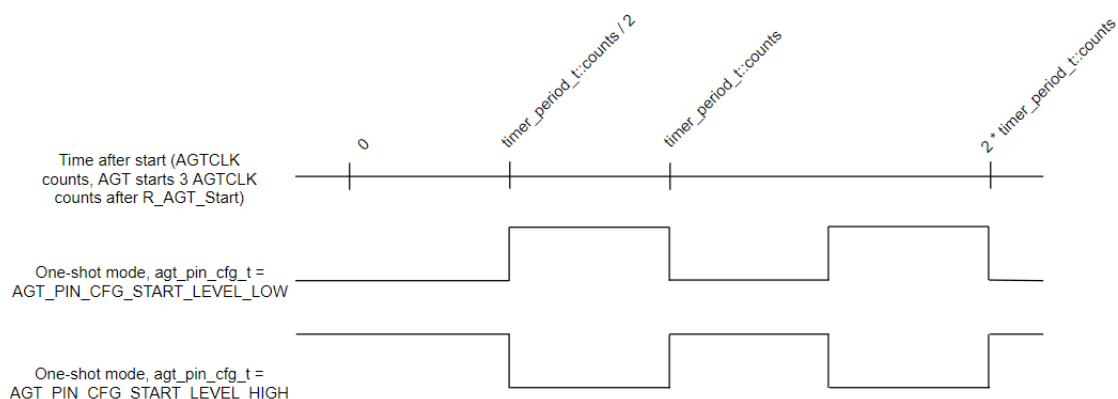 timer_period_t::counts / 2
timer_period_t::counts
2 * timer_period_t::counts
0
Time after start (AGTCLK
counts, AGT starts 3 AGTCLK
counts after R_AGT_Start)
One-shot mode, agt_pin_cfg_t =
AGT_PIN_CFG_START_LEVEL_LOW
One-shot mode, agt_pin_cfg_t =
AGT_PIN_CFG_START_LEVEL_HIGH